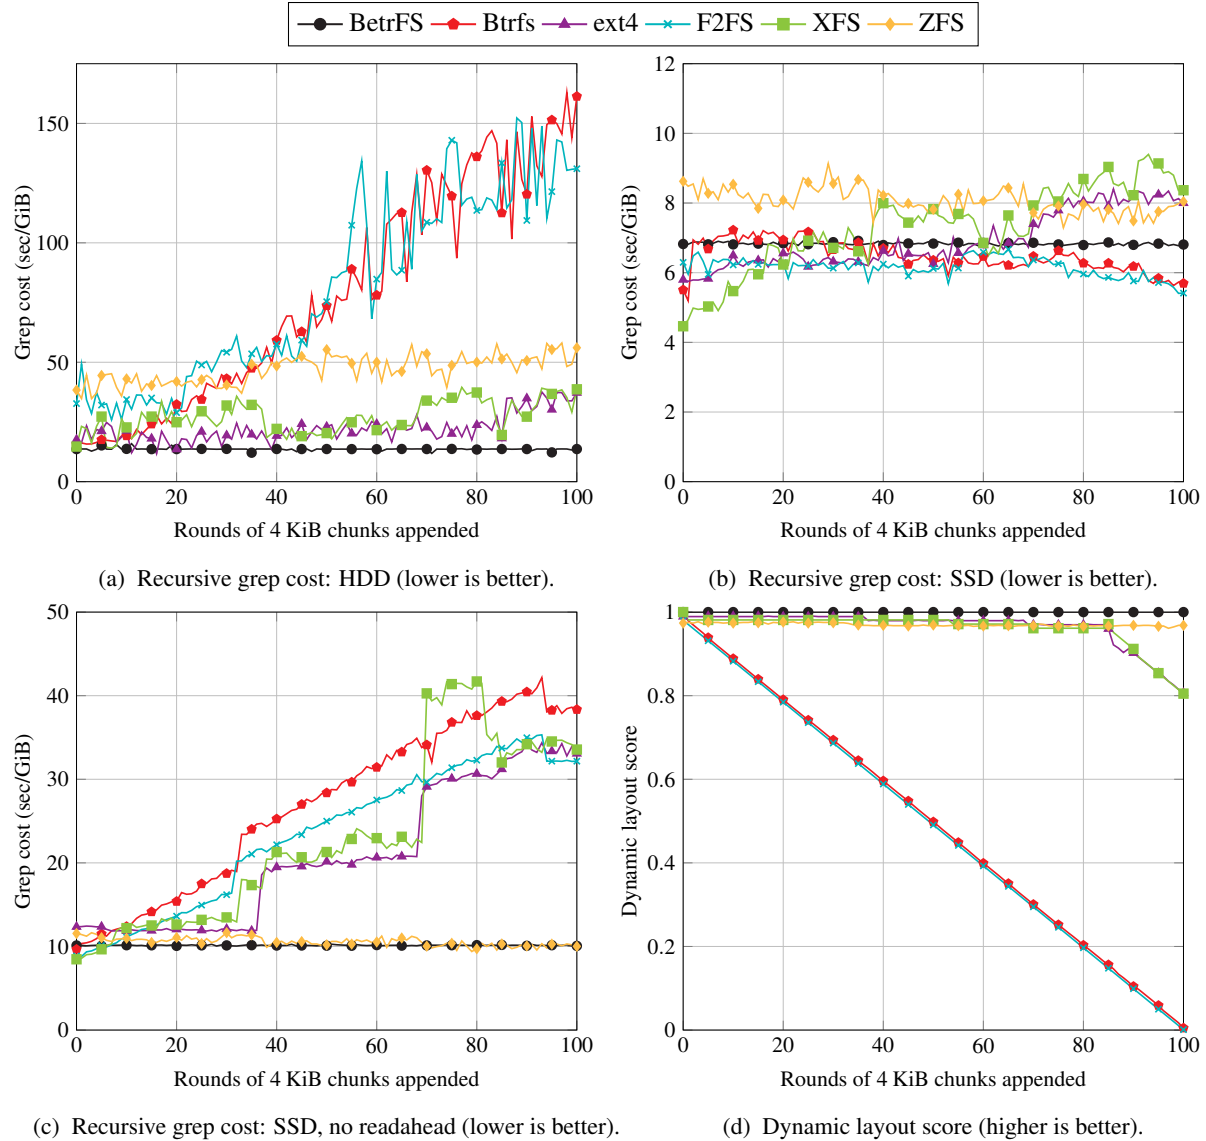 BetrFS Btrfs ext4 F2FS XFS ZFS
150
100
50
0
Grep cost (sec/GiB)
0 20 40 60 80 100
Rounds of 4 KiB chunks appended
(a) Recursive grep cost: HDD (lower is better).
12
10
8
6
4
2
0
Grep cost (sec/GiB)
0 20 40 60 80 100
Rounds of 4 KiB chunks appended
(b) Recursive grep cost: SSD (lower is better).
50
40
30
20
10
0
Grep cost (sec/GiB)
0 20 40 60 80 100
Rounds of 4 KiB chunks appended
(c) Recursive grep cost: SSD, no readahead (lower is better).
1
0.8
0.6
0.4
0.2
0
Dynamic layout score
0 20 40 60 80 100
Rounds of 4 KiB chunks appended
(d) Dynamic layout score (higher is better).